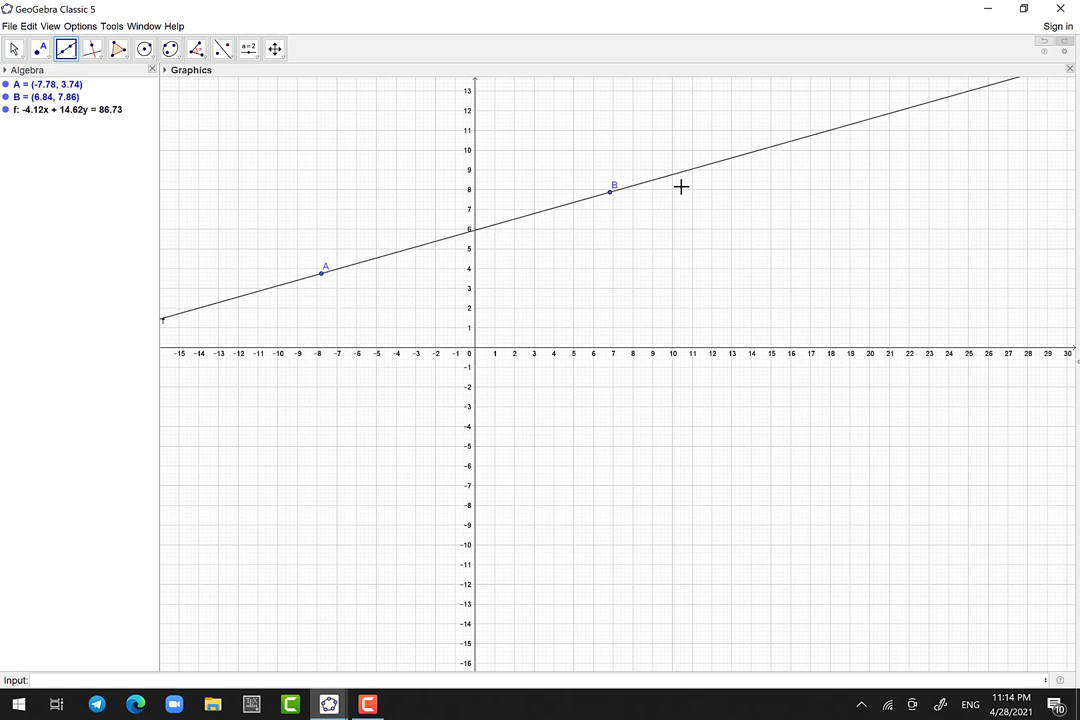 GeoGebra Classic 5
File Edit View Options Tools Window Help
Sign in
A
a=2
Algebra
Graphics
A = (-7.78, 3.74)
B = (6.84, 7.86)
f: -4.12x + 14.62y = 86.73
13
12
11
10
9
8
7
6
5
4
3
2
1
B
A
f
-15 -14 -13 -12 -11 -10 -9 -8 -7 -6 -5 -4 -3 -2 -1 0 1 2 3 4 5 6 7 8 9 10 11 12 13 14 15 16 17 18 19 20 21 22 23 24 25 26 27 28 29 30
-1
-2
-3
-4
-5
-6
-7
-8
-9
-10
-11
-12
-13
-14
-15
-16
Input:
ENG
11:14 PM
4/28/2021
10